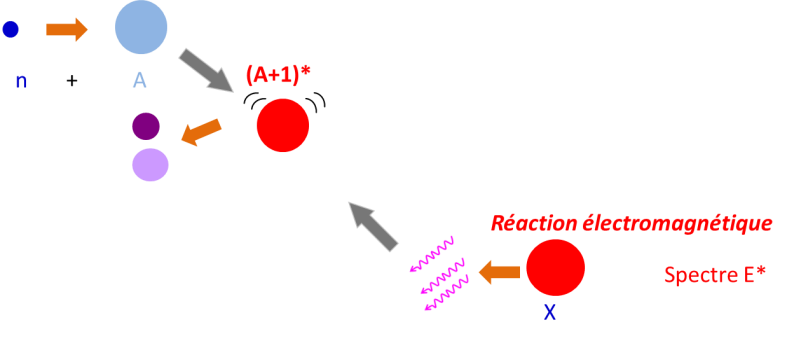 n + A
(A+1)*
Réaction électromagnétique
Spectre E*
X